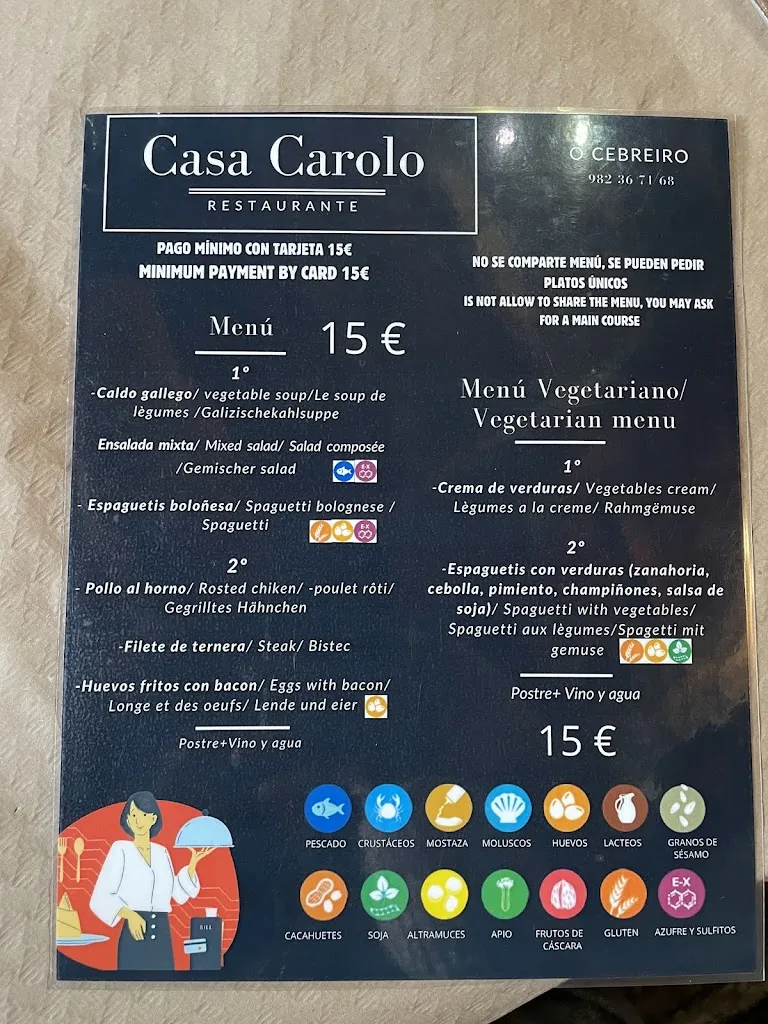 Casa Carolo
RESTAURANTE
O CEBREIRO
982 36 71 68
PAGO MÍNIMO CON TARJETA 15€
MINIMUM PAYMENT BY CARD 15€
NO SE COMPARTE MENÚ, SE PUEDEN PEDIR
PLATOS ÚNICOS
IS NOT ALLOW TO SHARE THE MENU, YOU MAY ASK
FOR A MAIN COURSE
Menú 15 €
1º
-Caldo gallego/ vegetable soup/Le soup de
lègumes /Galizischekahlsuppe
Ensalada mixta/ Mixed salad/ Salad composée
/Gemischer salad
E-X
- Espaguetis boloñesa/ Spaguetti bolognese /
Spaguetti
E-X
2º
- Pollo al horno/ Rosted chiken/ -poulet rôti/
Gegrilltes Hähnchen
-Filete de ternera/ Steak/ Bistec
-Huevos fritos con bacon/ Eggs with bacon/
Longe et des oeufs/ Lende und eier
Postre+Vino y agua
Menú Vegetariano/
Vegetarian menu
1º
-Crema de verduras/ Vegetables cream/
Lègumes a la creme/ Rahmgëmuse
2º
-Espaguetis con verduras (zanahoria,
cebolla, pimiento, champiñones, salsa de
soja)/ Spaguetti with vegetables/
Spaguetti aux lègumes/Spagetti mit
gemuse
Postre+ Vino y agua
15 €
PESCADO
CRUSTÁCEOS
MOSTAZA
MOLUSCOS
HUEVOS
LACTEOS
GRANOS DE
SÉSAMO
CACAHUETES
SOJA
ALTRAMUCES
APIO
FRUTOS DE
CÁSCARA
GLUTEN
E-X
AZUFRE Y SULFITOS
BILL